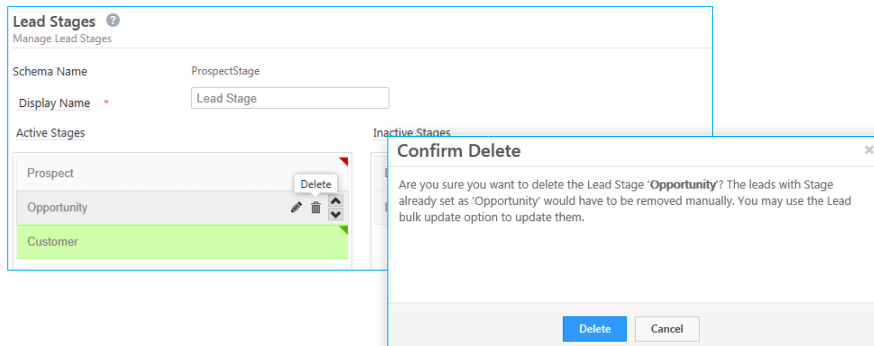 Lead Stages ?
Manage Lead Stages
Schema Name ProspectStage
Display Name * Lead Stage
Active Stages Inactive Stages
Prospect
Delete
Opportunity
Customer
Confirm Delete ×
Are you sure you want to delete the Lead Stage 'Opportunity'? The leads with Stage
already set as 'Opportunity' would have to be removed manually. You may use the Lead
bulk update option to update them.
Delete Cancel